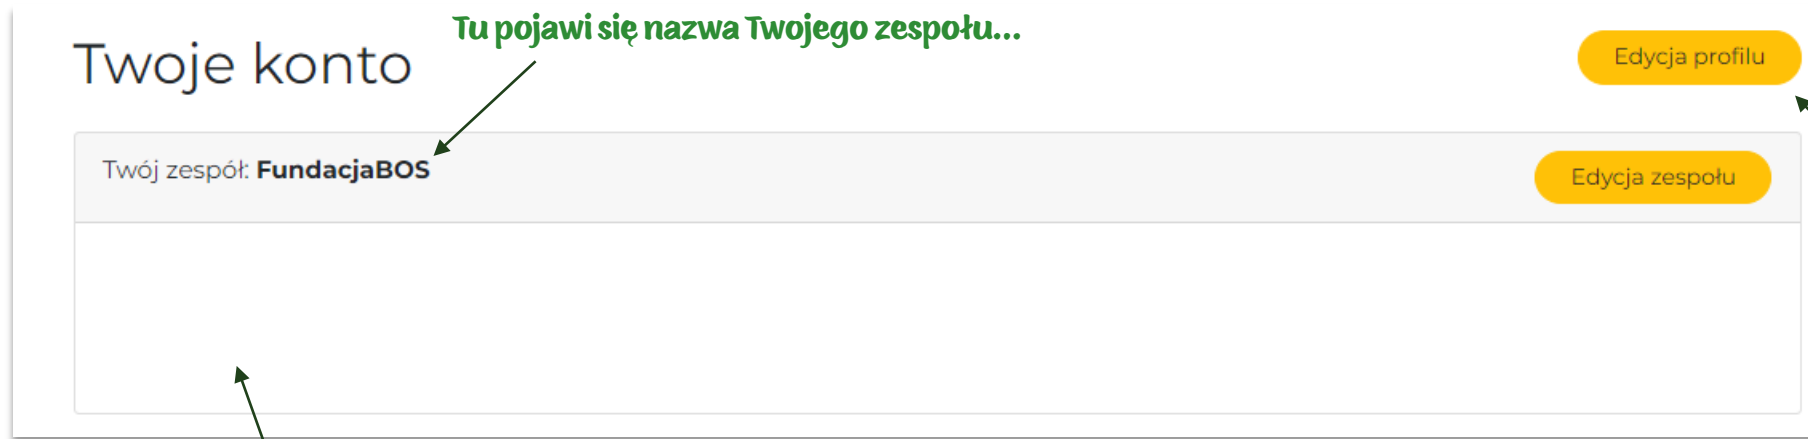 Tu pojawi się nazwa Twojego zespołu...
Twoje konto
Edycja profilu
Twój zespół: FundacjaBOS
Edycja zespołu